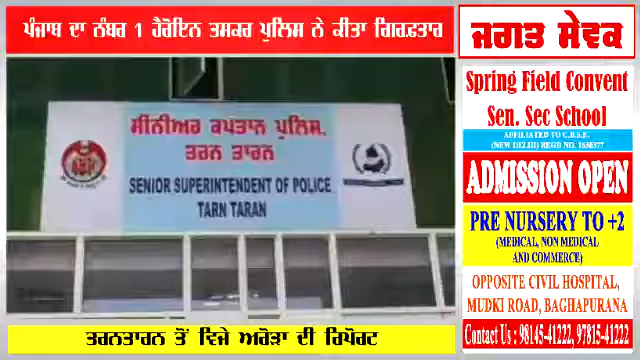 ਪੰਜਾਬ ਦਾ ਨੰਬਰ 1 ਹੈਰੋਇਨ ਤਸਕਰ ਪੁਲਿਸ ਨੇ ਕੀਤਾ ਗਿਰਫ਼ਤਾਰ
ਸੀਨੀਅਰ ਕਪਤਾਨ ਪੁਲਿਸ,
ਤਰਨ ਤਾਰਨ
SENIOR SUPERINTENDENT OF POLICE
TARN TARAN
ਤਰਨਤਾਰਨ ਤੋਂ ਵਿਜੇ ਅਰੋੜਾ ਦੀ ਰਿਪੋਰਟ
ਜਗਤ ਸੇਵਕ
Spring Field Convent
Sen. Sec School
AFFILIATED TO C.B.S.E.
(NEW DELHI) REGD NO. 1630377
ADMISSION OPEN
PRE NURSERY TO +2
(MEDICAL, NON MEDICAL
AND COMMERCE)
OPPOSITE CIVIL HOSPITAL,
MUDKI ROAD, BAGHAPURANA
Contact Us : 98145-41222, 97815-41222